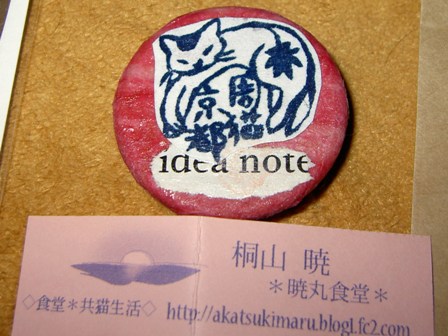 京都
周猫
idea note
桐山 暁
＊暁丸食堂＊
◇食堂＊共猫生活◇
http://akatsukimaru.blog1.fc2.com